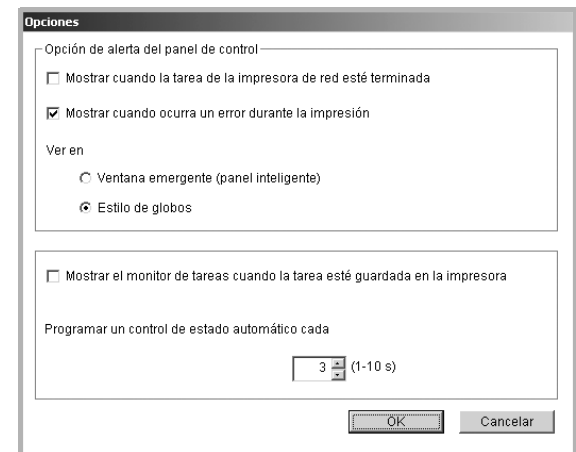 Opciones
Opción de alerta del panel de control
Mostrar cuando la tarea de la impresora de red esté terminada
Mostrar cuando ocurra un error durante la impresión
Ver en
Ventana emergente (panel inteligente)
Estilo de globos
Mostrar el monitor de tareas cuando la tarea esté guardada en la impresora
Programar un control de estado automático cada
3 (1-10 s)
OK Cancelar